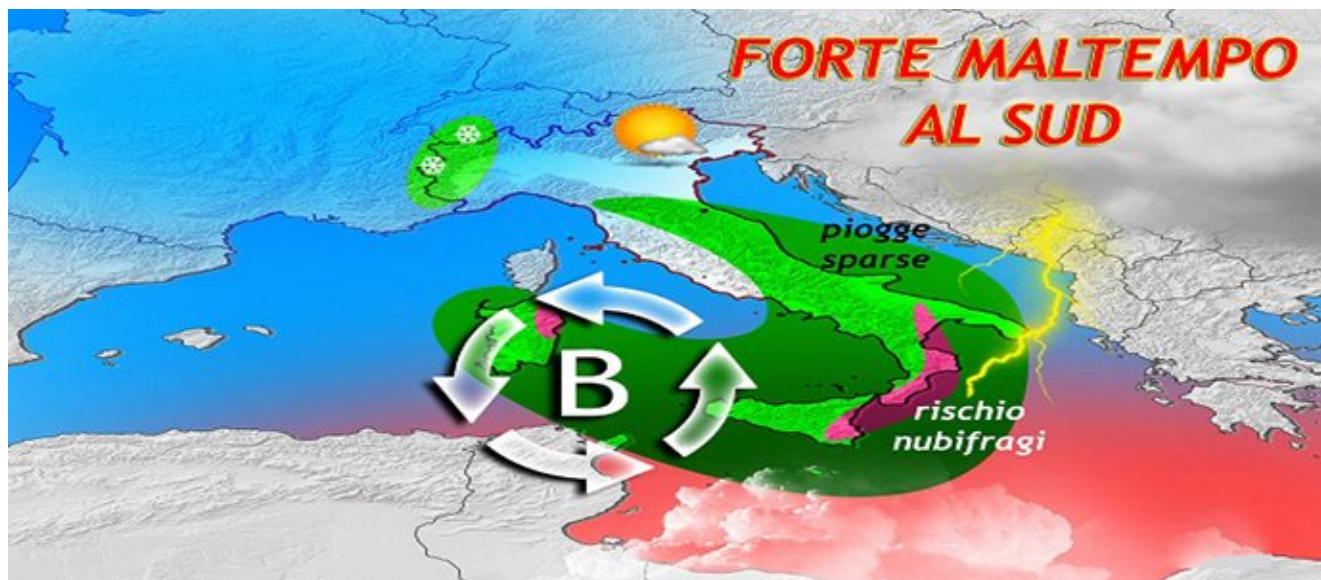 FORTE MALTEMPO
AL SUD
piogge
sparse
B
rischio
nubifragi